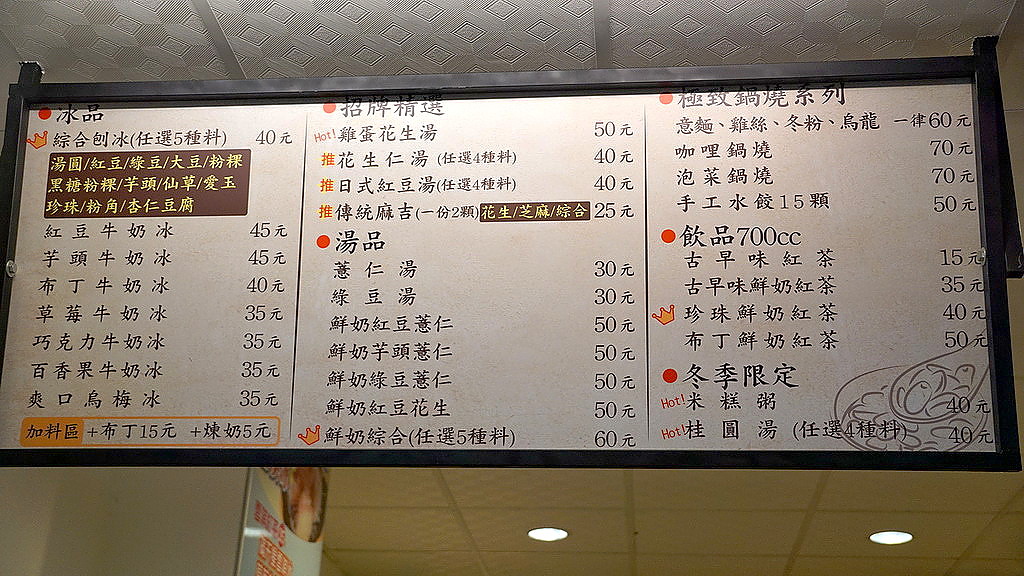 ●冰品
綜合刨冰(任選5種料) 40元
湯圓/紅豆/綠豆/大豆/粉粿
黑糖粉粿/芋頭/仙草/愛玉
珍珠/粉角/杏仁豆腐
紅豆牛奶冰 45元
芋頭牛奶冰 45元
布丁牛奶冰 40元
草莓牛奶冰 35元
巧克力牛奶冰 35元
百香果牛奶冰 35元
爽口烏梅冰 35元
加料區 +布丁15元 +煉奶5元
●招牌精選
Hot!雞蛋花生湯 50元
推花生仁湯(任選4種料) 40元
推日式紅豆湯(任選4種料) 40元
推傳統麻吉(一份2顆)花生/芝麻/綜合 25元
●湯品
薏仁湯 30元
綠豆湯 30元
鮮奶紅豆薏仁 50元
鮮奶芋頭薏仁 50元
鮮奶綠豆薏仁 50元
鮮奶紅豆花生 50元
鮮奶綜合(任選5種料) 60元
●極致鍋燒系列
意麵、雞絲、冬粉、烏龍 一律60元
咖哩鍋燒 70元
泡菜鍋燒 70元
手工水餃15顆 50元
●飲品700cc
古早味紅茶 15元
古早味鮮奶紅茶 35元
珍珠鮮奶紅茶 40元
布丁鮮奶紅茶 50元
●冬季限定
Hot!米糕粥 40元
Hot!桂圓湯 (任選4種料) 40元